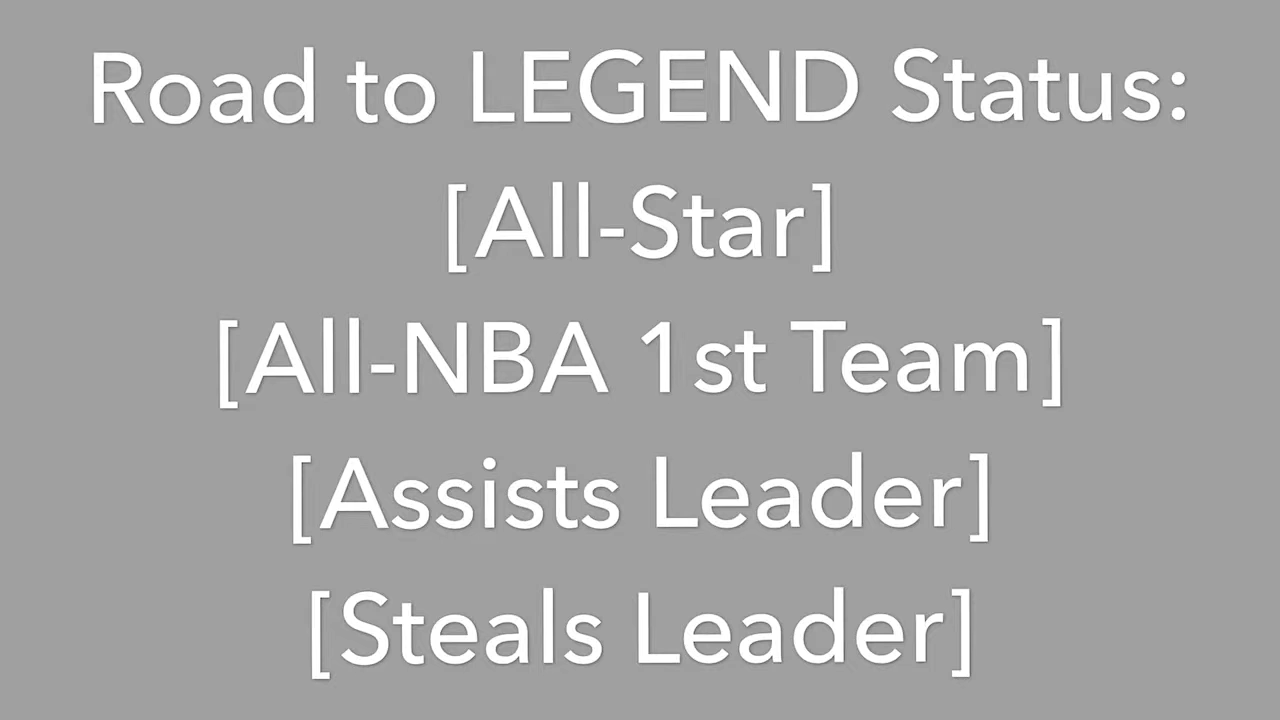 Road to LEGEND Status:
[All-Star]
[All-NBA 1st Team]
[Assists Leader]
[Steals Leader]